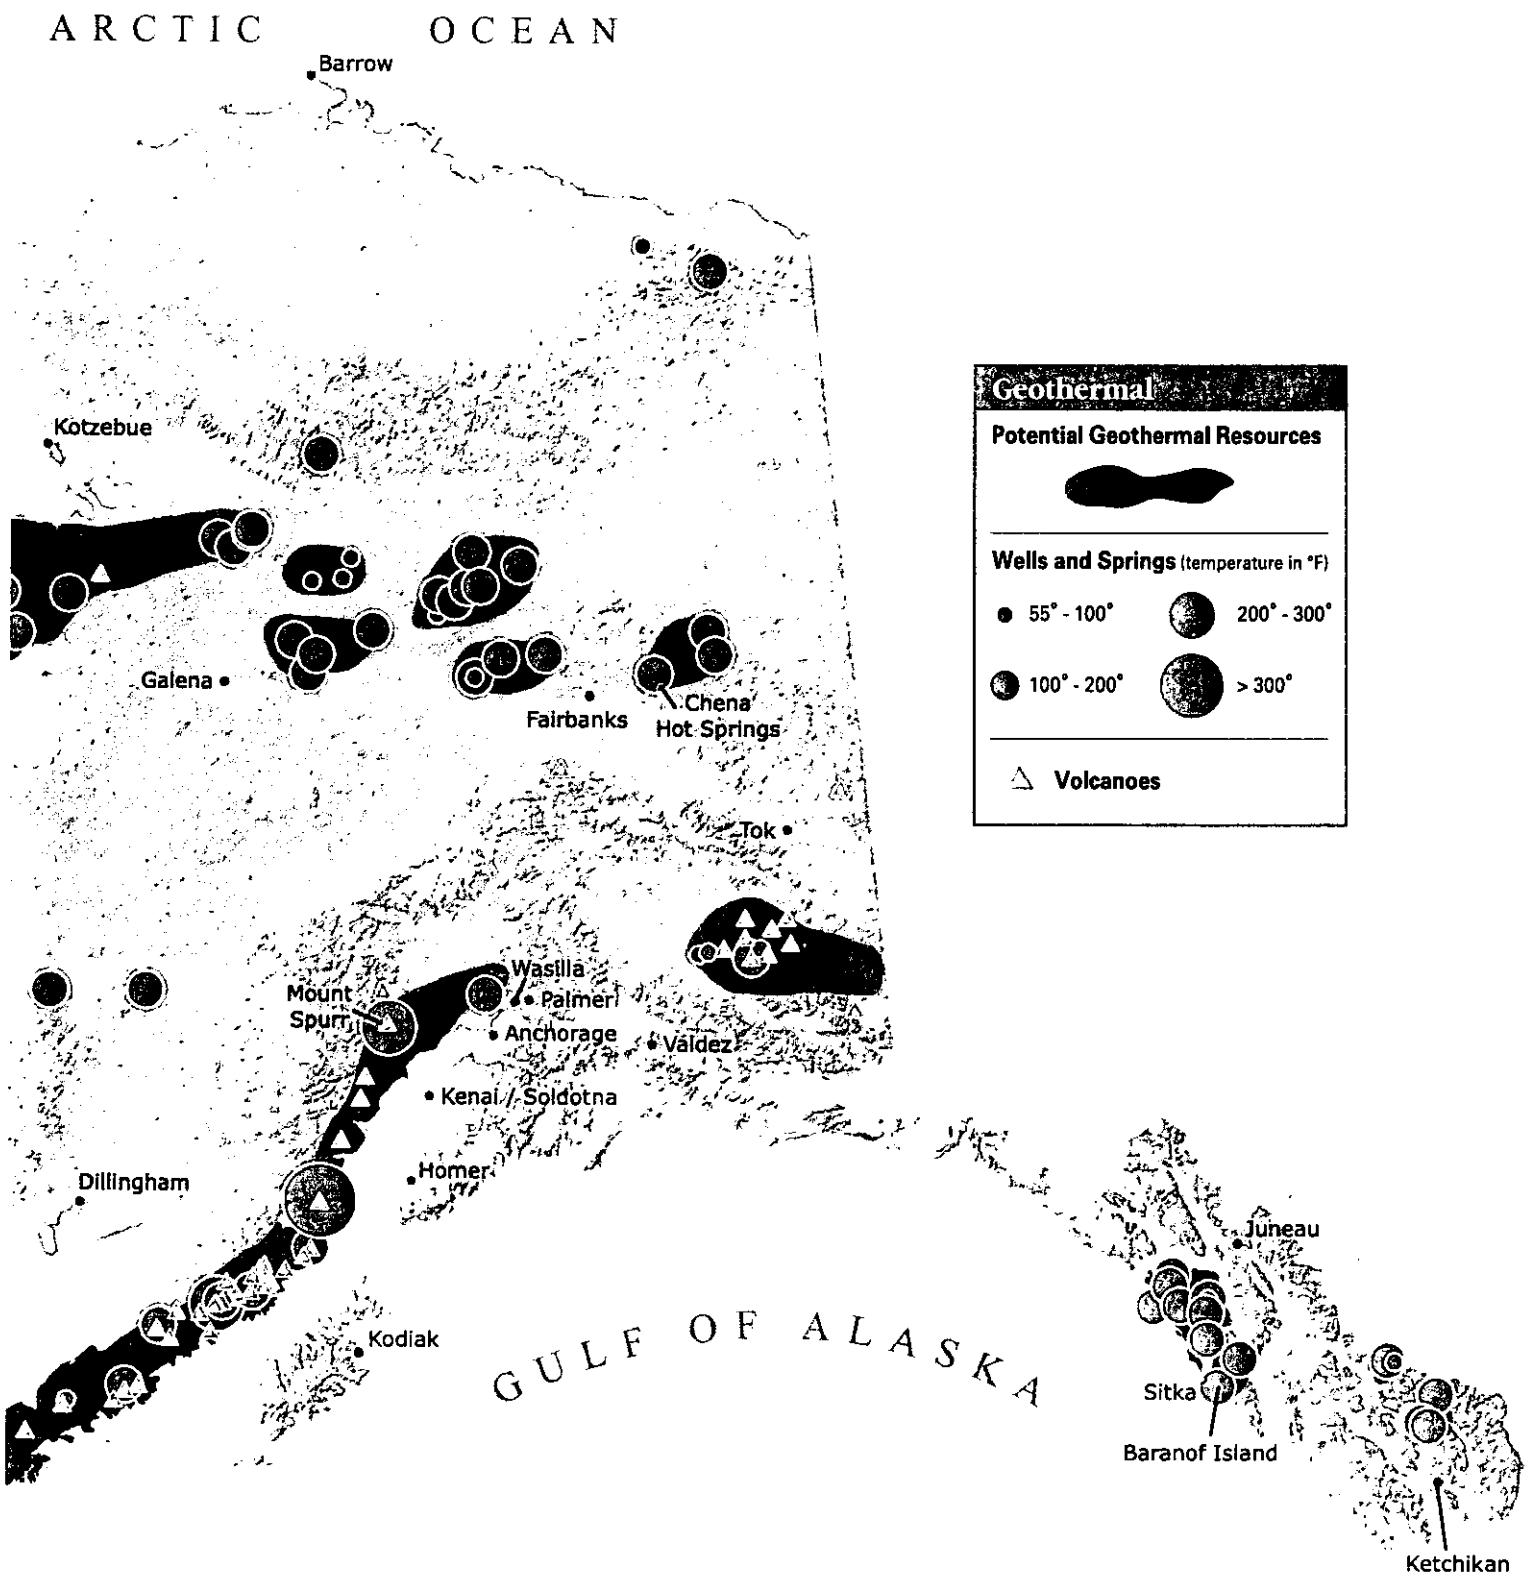 ARCTIC OCEAN
Barrow
Kotzebue
Galena
Fairbanks
Chena
Hot Springs
Tok
Wasilla
Palmer
Mount
Spurr
Anchorage
Valdez
Kenai / Soldotna
Homer
Dillingham
Kodiak
GULF OF ALASKA
Juneau
Sitka
Baranof Island
Ketchikan
Geothermal
Potential Geothermal Resources
Wells and Springs (temperature in °F)
55° - 100°
200° - 300°
100° - 200°
> 300°
Volcanoes